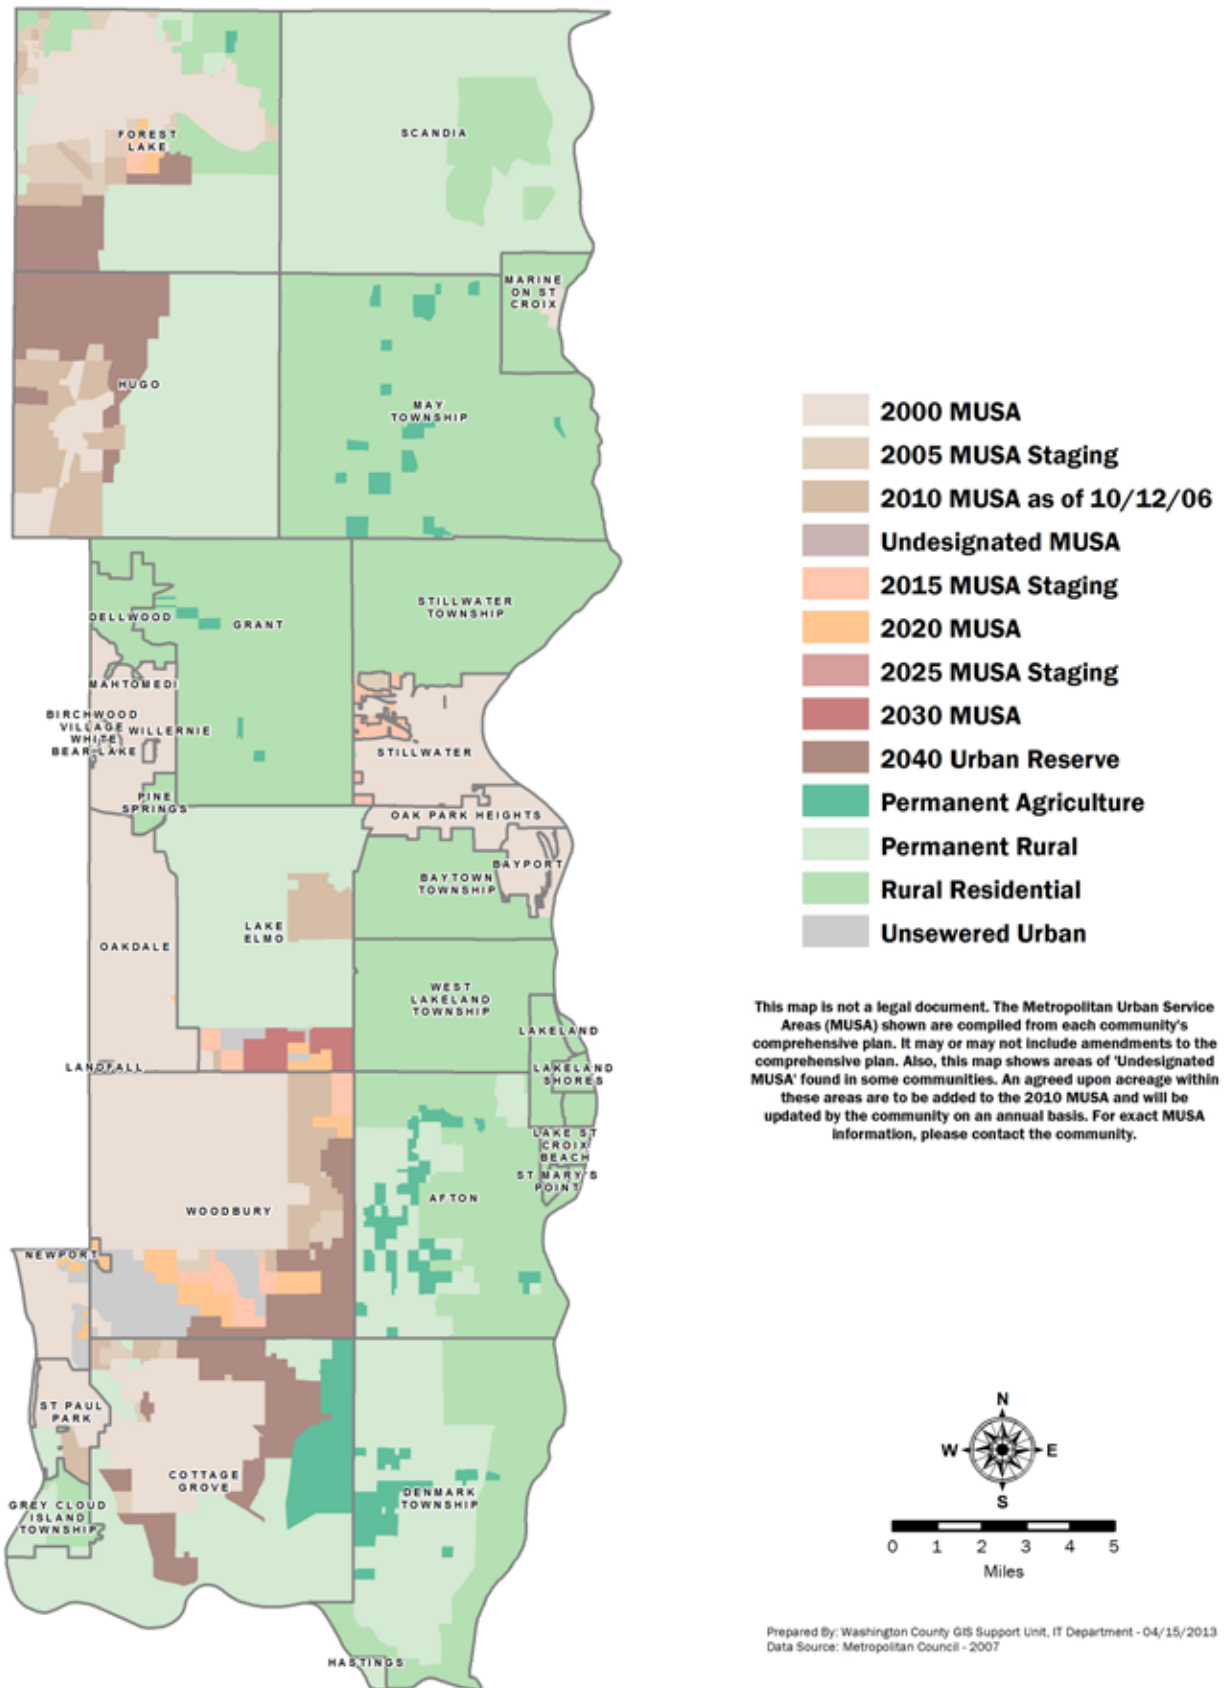 FOREST
LAKE
SCANDIA
MARINE
ON ST
CROIX
HUGO
MAY
TOWNSHIP
DELLWOOD
GRANT
STILLWATER
TOWNSHIP
MAHTOMEDI
BIRCHWOOD
VILLAGE
WHITE
BEAR LAKE
WILLERNIE
STILLWATER
PINE
SPRINGS
OAK PARK HEIGHTS
BAYPORT
BAYTOWN
TOWNSHIP
LAKE
ELMO
OAKDALE
WEST
LAKELAND
TOWNSHIP
LAKELAND
LANDFALL
LAKELAND
SHORES
LAKE ST
CROIX
BEACH
ST MARY'S
POINT
AFTON
WOODBURY
NEWPORT
ST PAUL
PARK
COTTAGE
GROVE
DENMARK
TOWNSHIP
GREY CLOUD
ISLAND
TOWNSHIP
HASTINGS
2000 MUSA
2005 MUSA Staging
2010 MUSA as of 10/12/06
Undesignated MUSA
2015 MUSA Staging
2020 MUSA
2025 MUSA Staging
2030 MUSA
2040 Urban Reserve
Permanent Agriculture
Permanent Rural
Rural Residential
Unsewered Urban
This map is not a legal document. The Metropolitan Urban Service
Areas (MUSA) shown are compiled from each community's
comprehensive plan. It may or may not include amendments to the
comprehensive plan. Also, this map shows areas of 'Undesignated
MUSA' found in some communities. An agreed upon acreage within
these areas are to be added to the 2010 MUSA and will be
updated by the community on an annual basis. For exact MUSA
information, please contact the community.
N
W E
S
0 1 2 3 4 5
Miles
Prepared By: Washington County GIS Support Unit, IT Department - 04/15/2013
Data Source: Metropolitan Council - 2007